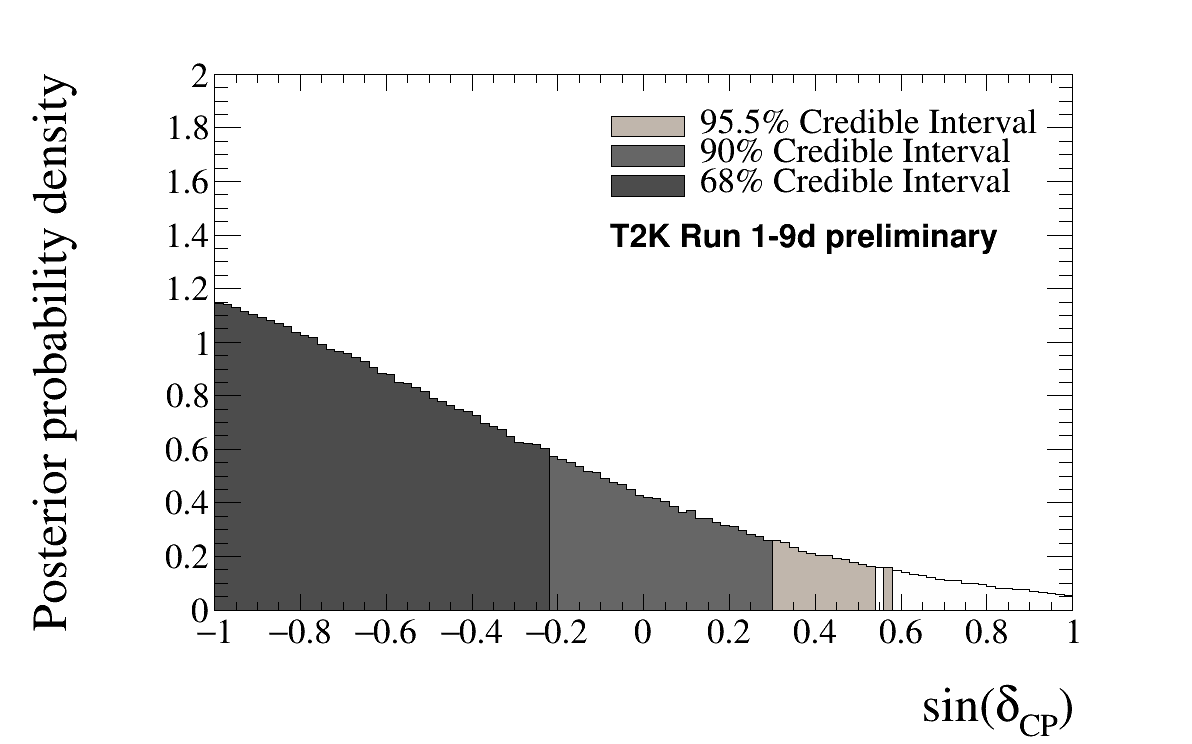 Posterior probability density
2
1.8
1.6
1.4
1.2
1
0.8
0.6
0.4
0.2
0
95.5% Credible Interval
90% Credible Interval
68% Credible Interval
T2K Run 1-9d preliminary
−1 −0.8 −0.6 −0.4 −0.2 0 0.2 0.4 0.6 0.8 1
sin(δCP)